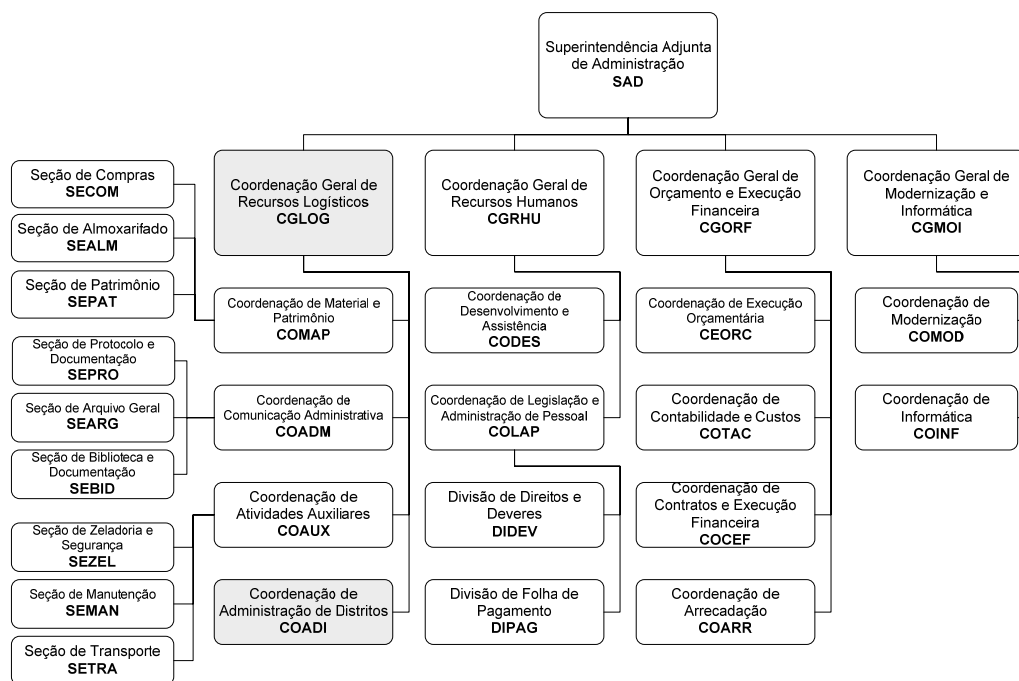 Superintendência Adjunta
de Administração
SAD
Coordenação Geral de
Recursos Logísticos
CGLOG
Coordenação Geral de
Recursos Humanos
CGRHU
Coordenação Geral de
Orçamento e Execução
Financeira
CGORF
Coordenação Geral de
Modernização e
Informática
CGMOI
Seção de Compras
SECOM
Seção de Almoxarifado
SEALM
Seção de Patrimônio
SEPAT
Coordenação de Material e
Patrimônio
COMAP
Coordenação de
Desenvolvimento e
Assistência
CODES
Coordenação de Execução
Orçamentária
CEORC
Coordenação de
Modernização
COMOD
Seção de Protocolo e
Documentação
SEPRO
Seção de Arquivo Geral
SEARG
Seção de Biblioteca e
Documentação
SEBID
Coordenação de
Comunicação Administrativa
COADM
Coordenação de Legislação e
Administração de Pessoal
COLAP
Coordenação de
Contabilidade e Custos
COTAC
Coordenação de
Informática
COINF
Seção de Zeladoria e
Segurança
SEZEL
Seção de Manutenção
SEMAN
Seção de Transporte
SETRA
Coordenação de
Atividades Auxiliares
COAUX
Divisão de Direitos e
Deveres
DIDEV
Coordenação de
Contratos e Execução
Financeira
COCEF
Coordenação de
Administração de Distritos
COADI
Divisão de Folha de
Pagamento
DIPAG
Coordenação de
Arrecadação
COARR